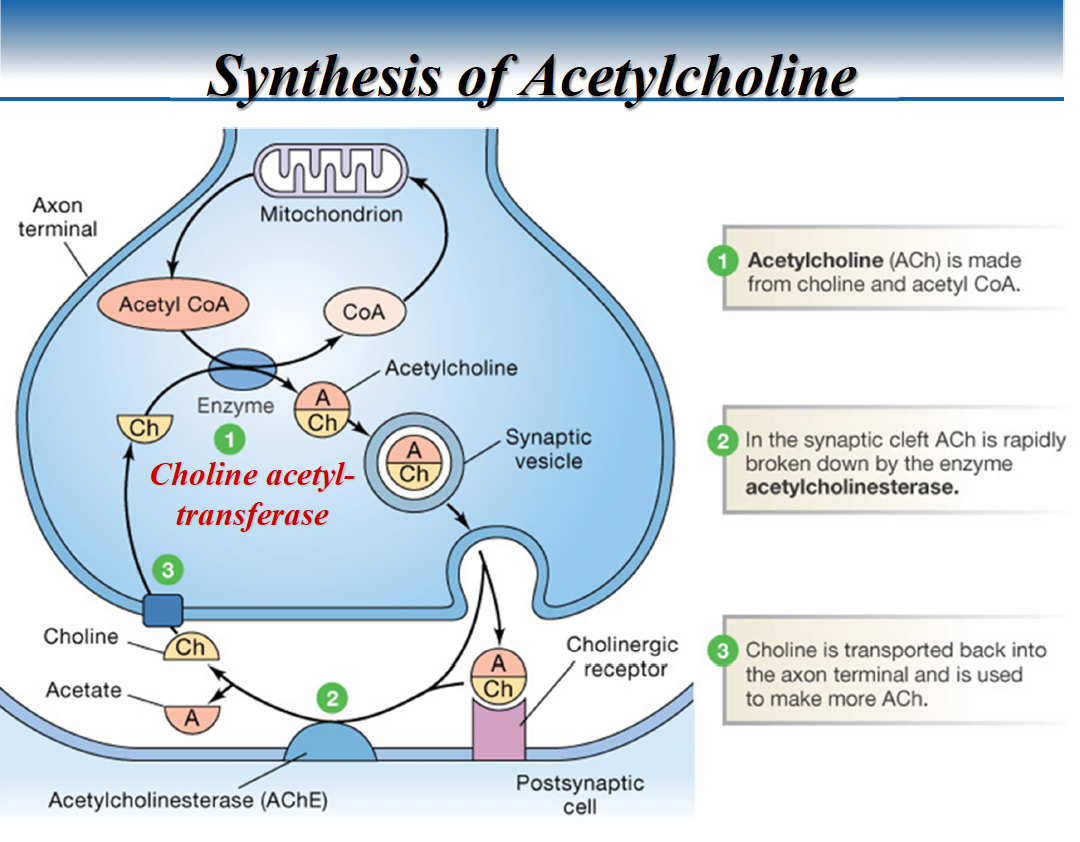 Synthesis of Acetylcholine
Mitochondrion
Axon
terminal
Acetyl CoA
CoA
Acetylcholine
A
Ch
Enzyme
1
Choline acetyl-
transferase
Ch
A
Ch
Synaptic
vesicle
3
Choline
Ch
Acetate
A
2
A
Ch
Cholinergic
receptor
Acetylcholinesterase (AChE)
Postsynaptic
cell
1 Acetylcholine (ACh) is made
from choline and acetyl CoA.
2 In the synaptic cleft ACh is rapidly
broken down by the enzyme
acetylcholinesterase.
3 Choline is transported back into
the axon terminal and is used
to make more ACh.